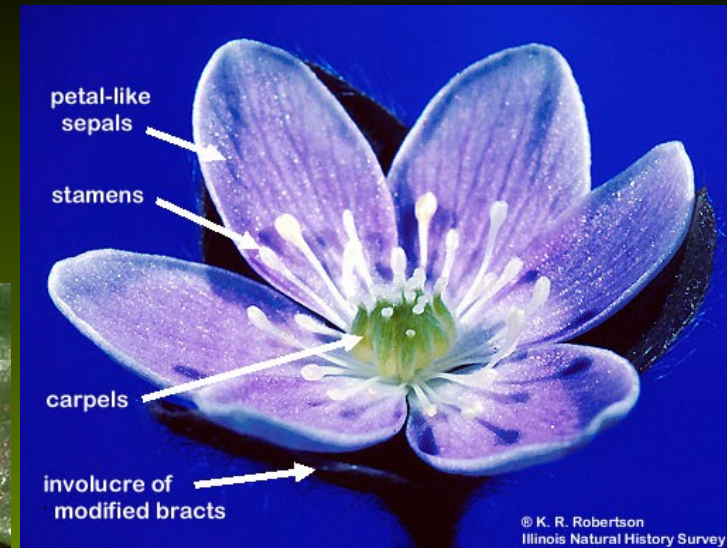 petal-like
sepals
stamens
carpels
involucre of
modified bracts
® K. R. Robertson
Illinois Natural History Survey